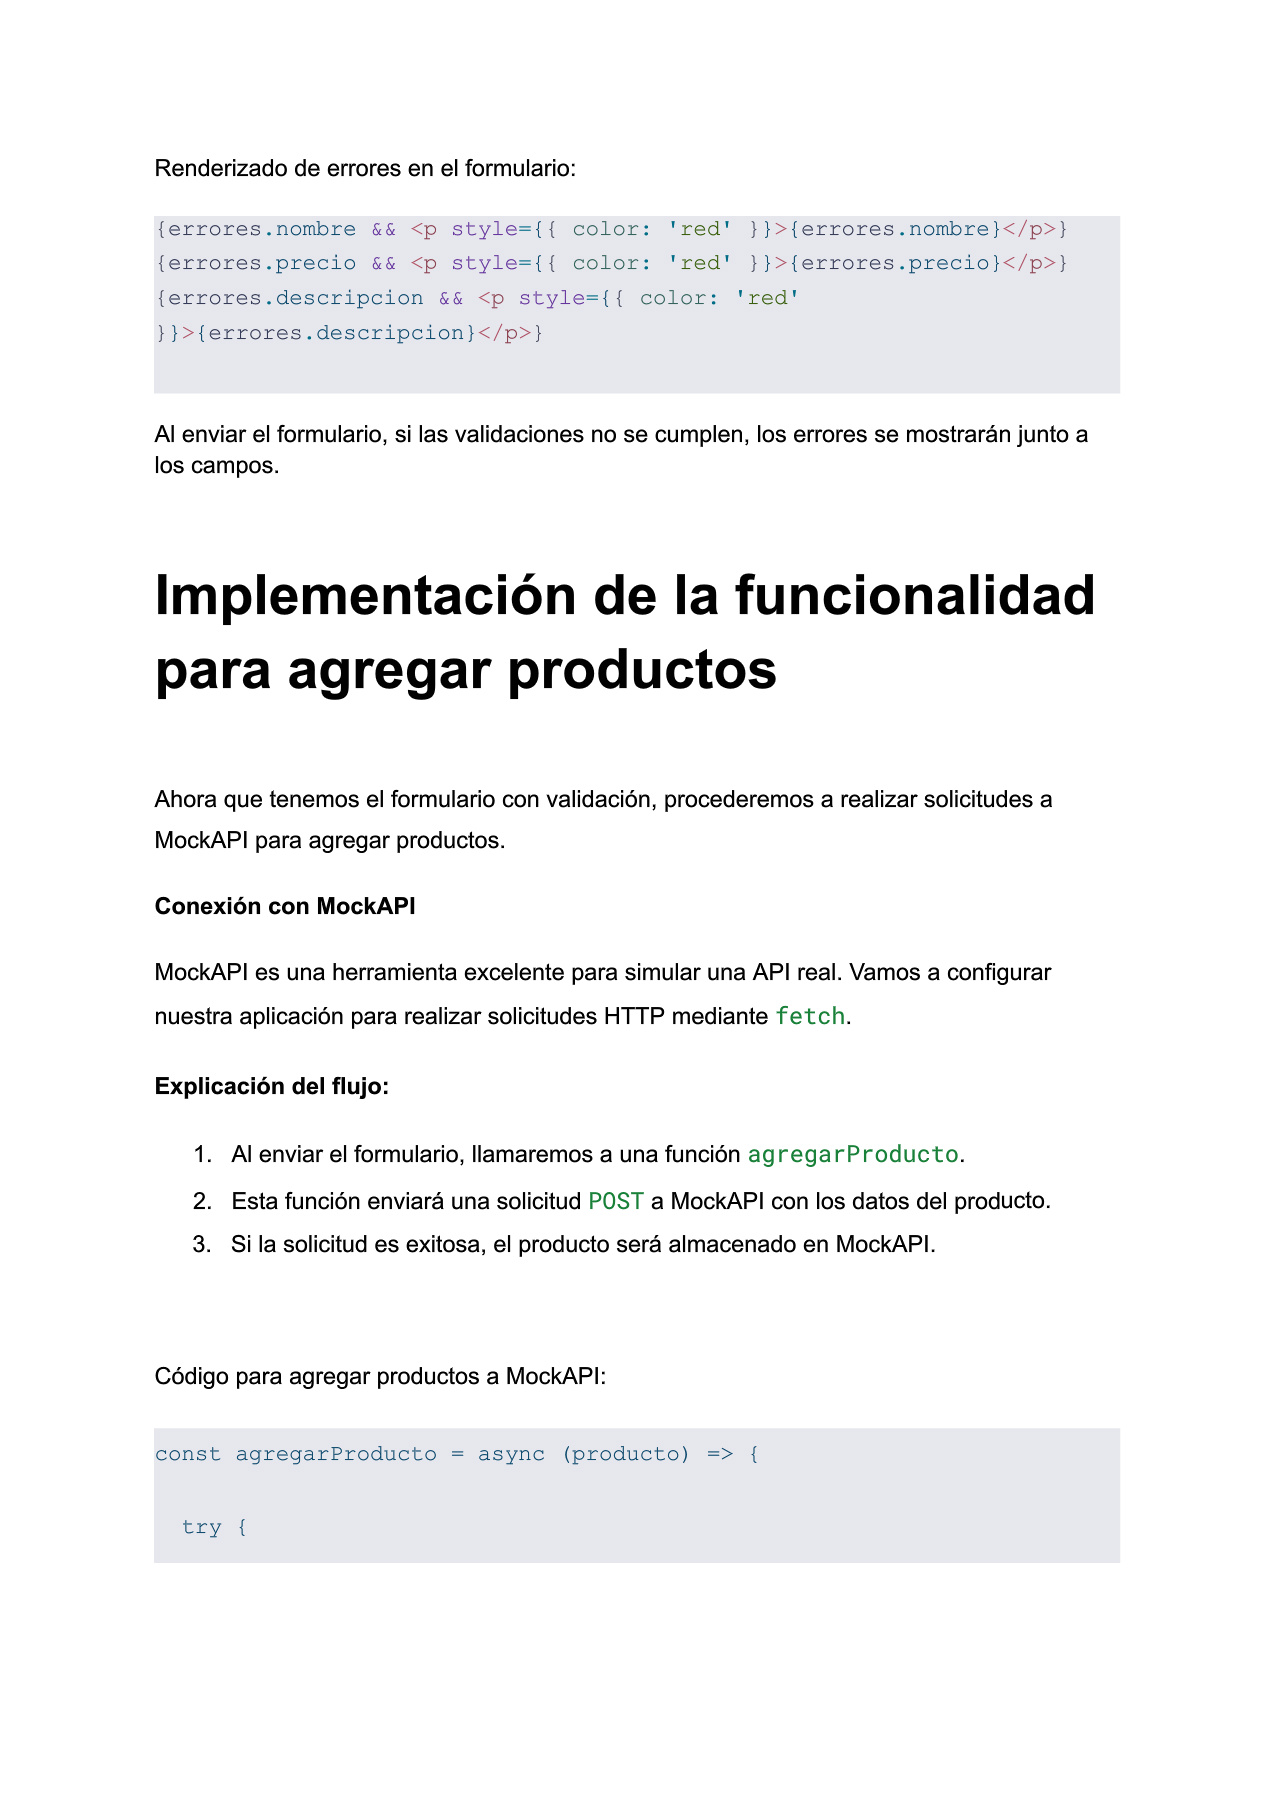 Renderizado de errores en el formulario:
{errores.nombre && <p style={{ color: 'red' }}>{errores.nombre}</p>}
{errores.precio && <p style={{ color: 'red' }}>{errores.precio}</p>}
{errores.descripcion && <p style={{ color: 'red'
}}>{errores.descripcion}</p>}
Al enviar el formulario, si las validaciones no se cumplen, los errores se mostrarán junto a
los campos.
Implementación de la funcionalidad
para agregar productos
Ahora que tenemos el formulario con validación, procederemos a realizar solicitudes a
MockAPI para agregar productos.
Conexión con MockAPI
MockAPI es una herramienta excelente para simular una API real. Vamos a configurar
nuestra aplicación para realizar solicitudes HTTP mediante fetch.
Explicación del flujo:
1. Al enviar el formulario, llamaremos a una función agregarProducto.
2. Esta función enviará una solicitud POST a MockAPI con los datos del producto.
3. Si la solicitud es exitosa, el producto será almacenado en MockAPI.
Código para agregar productos a MockAPI:
const agregarProducto = async (producto) => {
  try {